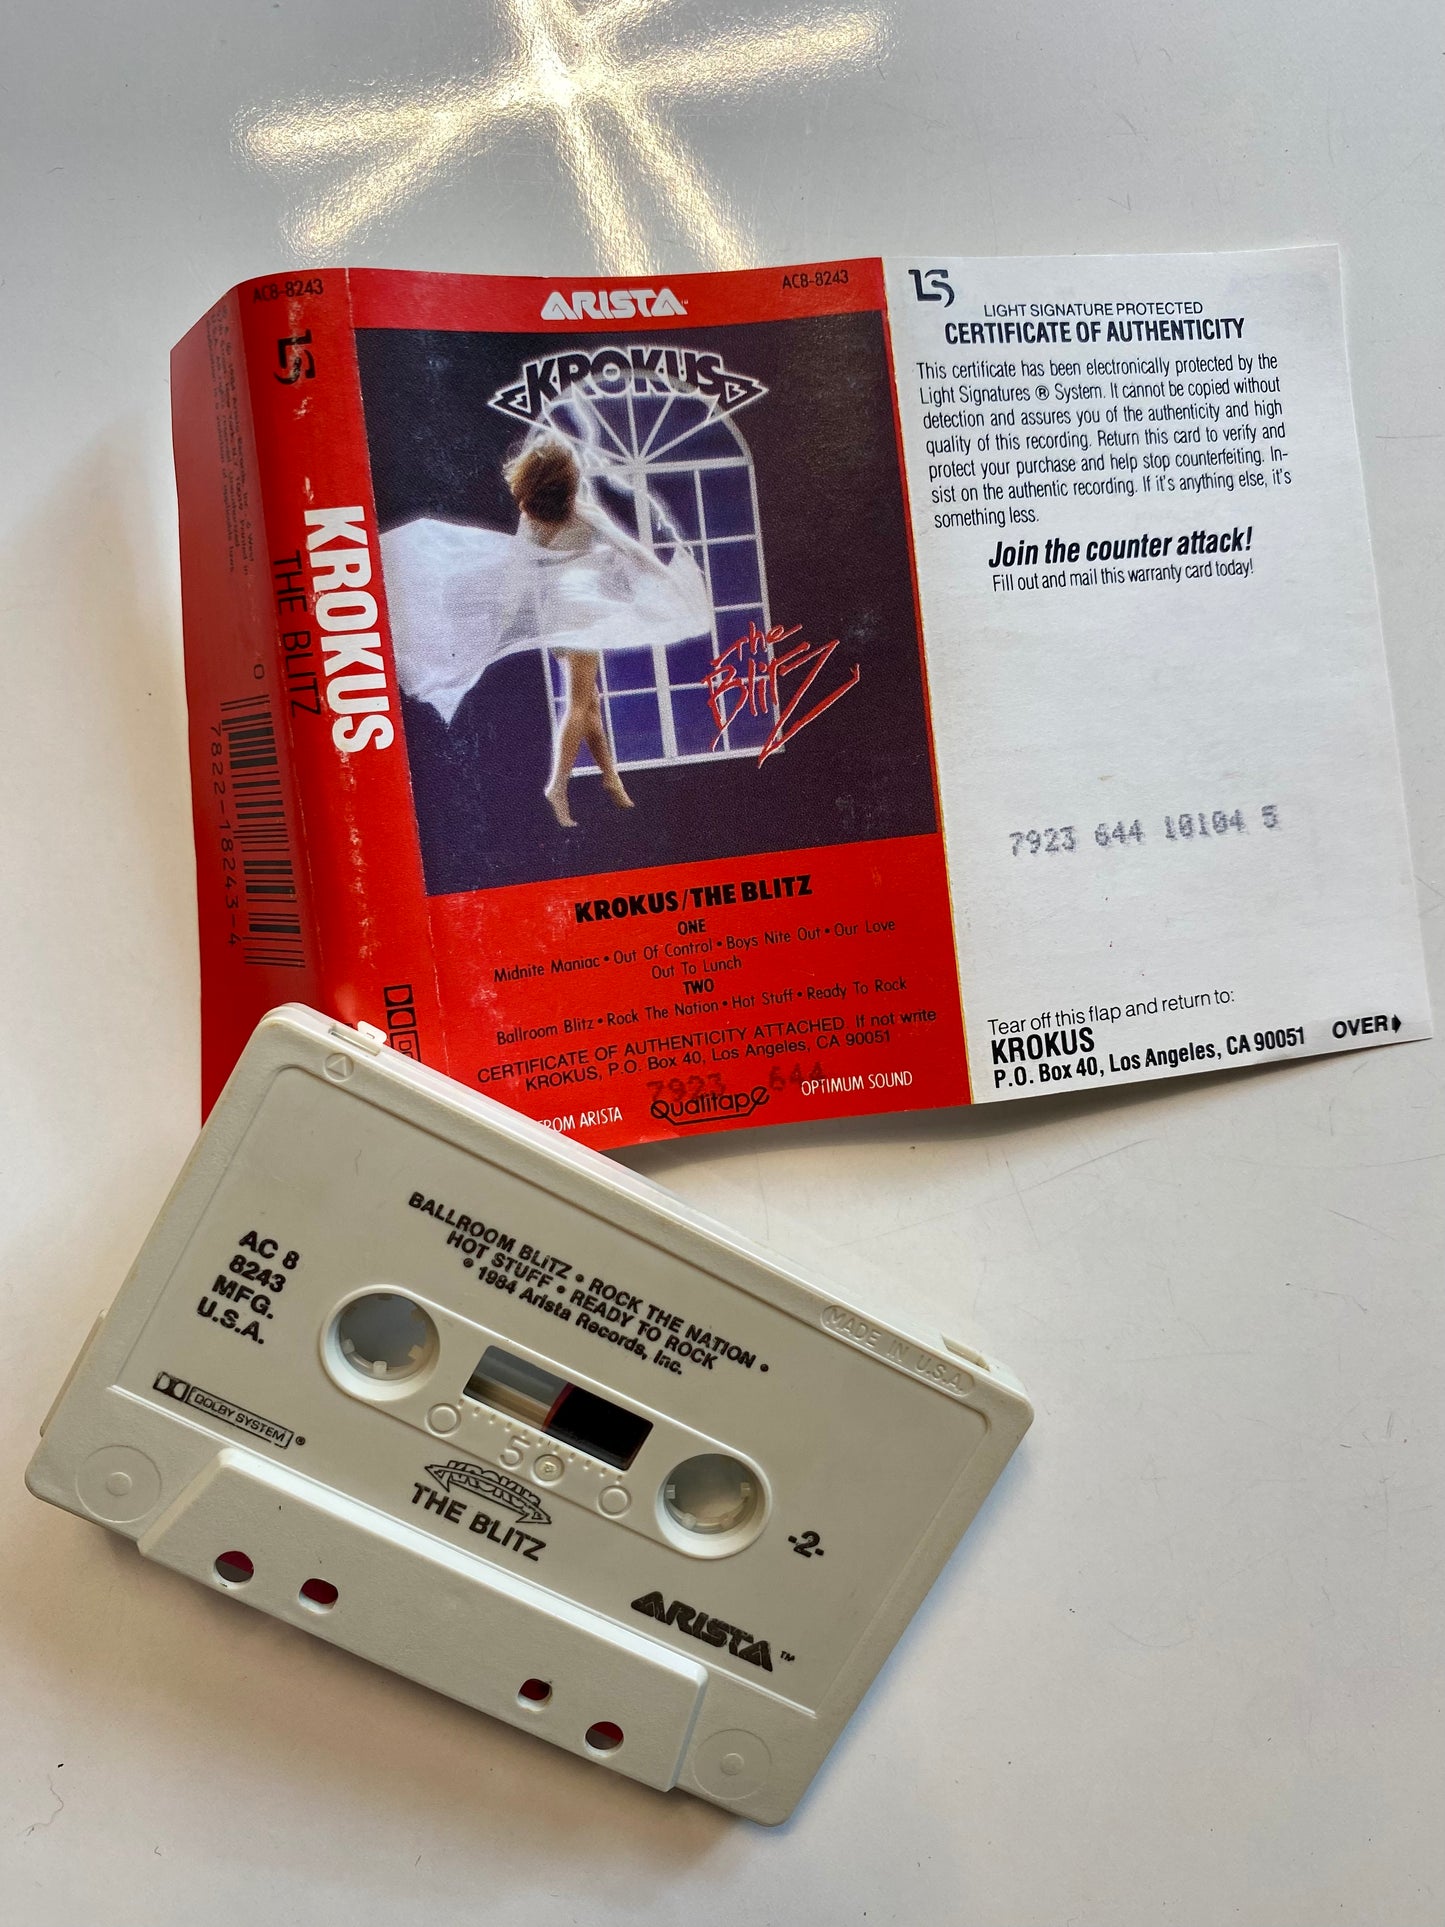 AC8-8243
LS
KROKUS
THE BLITZ
0
7822-18243-4
ARISTA™
AC8-8243
KROKUS
The
Blitz
KROKUS/THE BLITZ
ONE
Midnite Maniac • Out Of Control • Boys Nite Out • Our Love
Out To Lunch
TWO
Ballroom Blitz • Rock The Nation • Hot Stuff • Ready To Rock
CERTIFICATE OF AUTHENTICITY ATTACHED If not write
KROKUS, P.O. Box 40, Los Angeles, CA 90051
7923 644
FROM ARISTA
Qualitape
OPTIMUM SOUND
LS
LIGHT SIGNATURE PROTECTED
CERTIFICATE OF AUTHENTICITY
This certificate has been electronically protected by the
Light Signatures ® System. It cannot be copied without
detection and assures you of the authenticity and high
quality of this recording. Return this card to verify and
protect your purchase and help stop counterfeiting. In-
sist on the authentic recording. If it's anything else, it's
something less.
Join the counter attack!
Fill out and mail this warranty card today!
7923 644 10104 5
Tear off this flap and return to:
KROKUS
P.O. Box 40, Los Angeles, CA 90051 OVER
BALLROOM BLITZ • ROCK THE NATION •
HOT STUFF • READY TO ROCK
℗ 1984 Arista Records, Inc.
AC 8
8243
MFG.
U.S.A.
MADE IN U.S.A.
DOLBY SYSTEM ®
50
KROKUS
THE BLITZ
-2-
ARISTA™